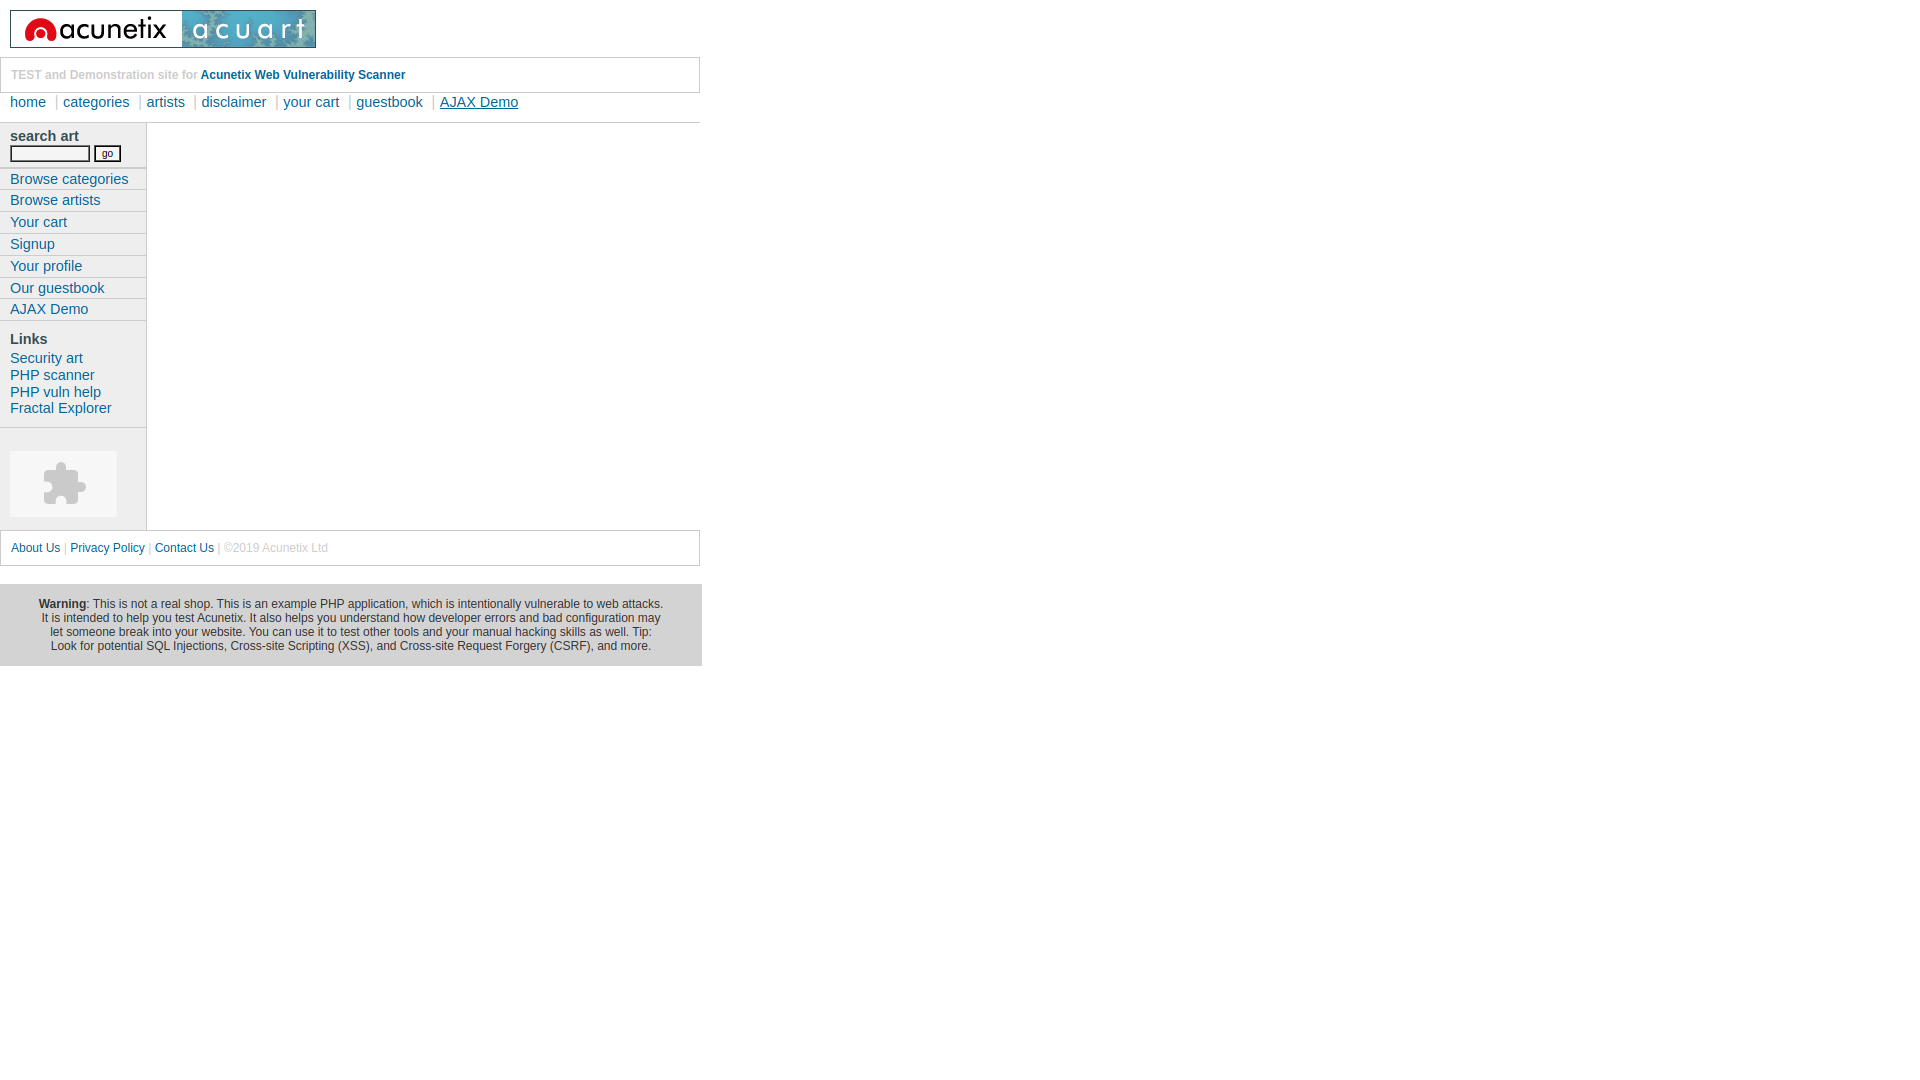 acunetix acuart
TEST and Demonstration site for Acunetix Web Vulnerability Scanner
home | categories | artists | disclaimer | your cart | guestbook | AJAX Demo
search art
go
Browse categories
Browse artists
Your cart
Signup
Your profile
Our guestbook
AJAX Demo
Links
Security art
PHP scanner
PHP vuln help
Fractal Explorer
About Us | Privacy Policy | Contact Us | ©2019 Acunetix Ltd
Warning: This is not a real shop. This is an example PHP application, which is intentionally vulnerable to web attacks.
It is intended to help you test Acunetix. It also helps you understand how developer errors and bad configuration may
let someone break into your website. You can use it to test other tools and your manual hacking skills as well. Tip:
Look for potential SQL Injections, Cross-site Scripting (XSS), and Cross-site Request Forgery (CSRF), and more.